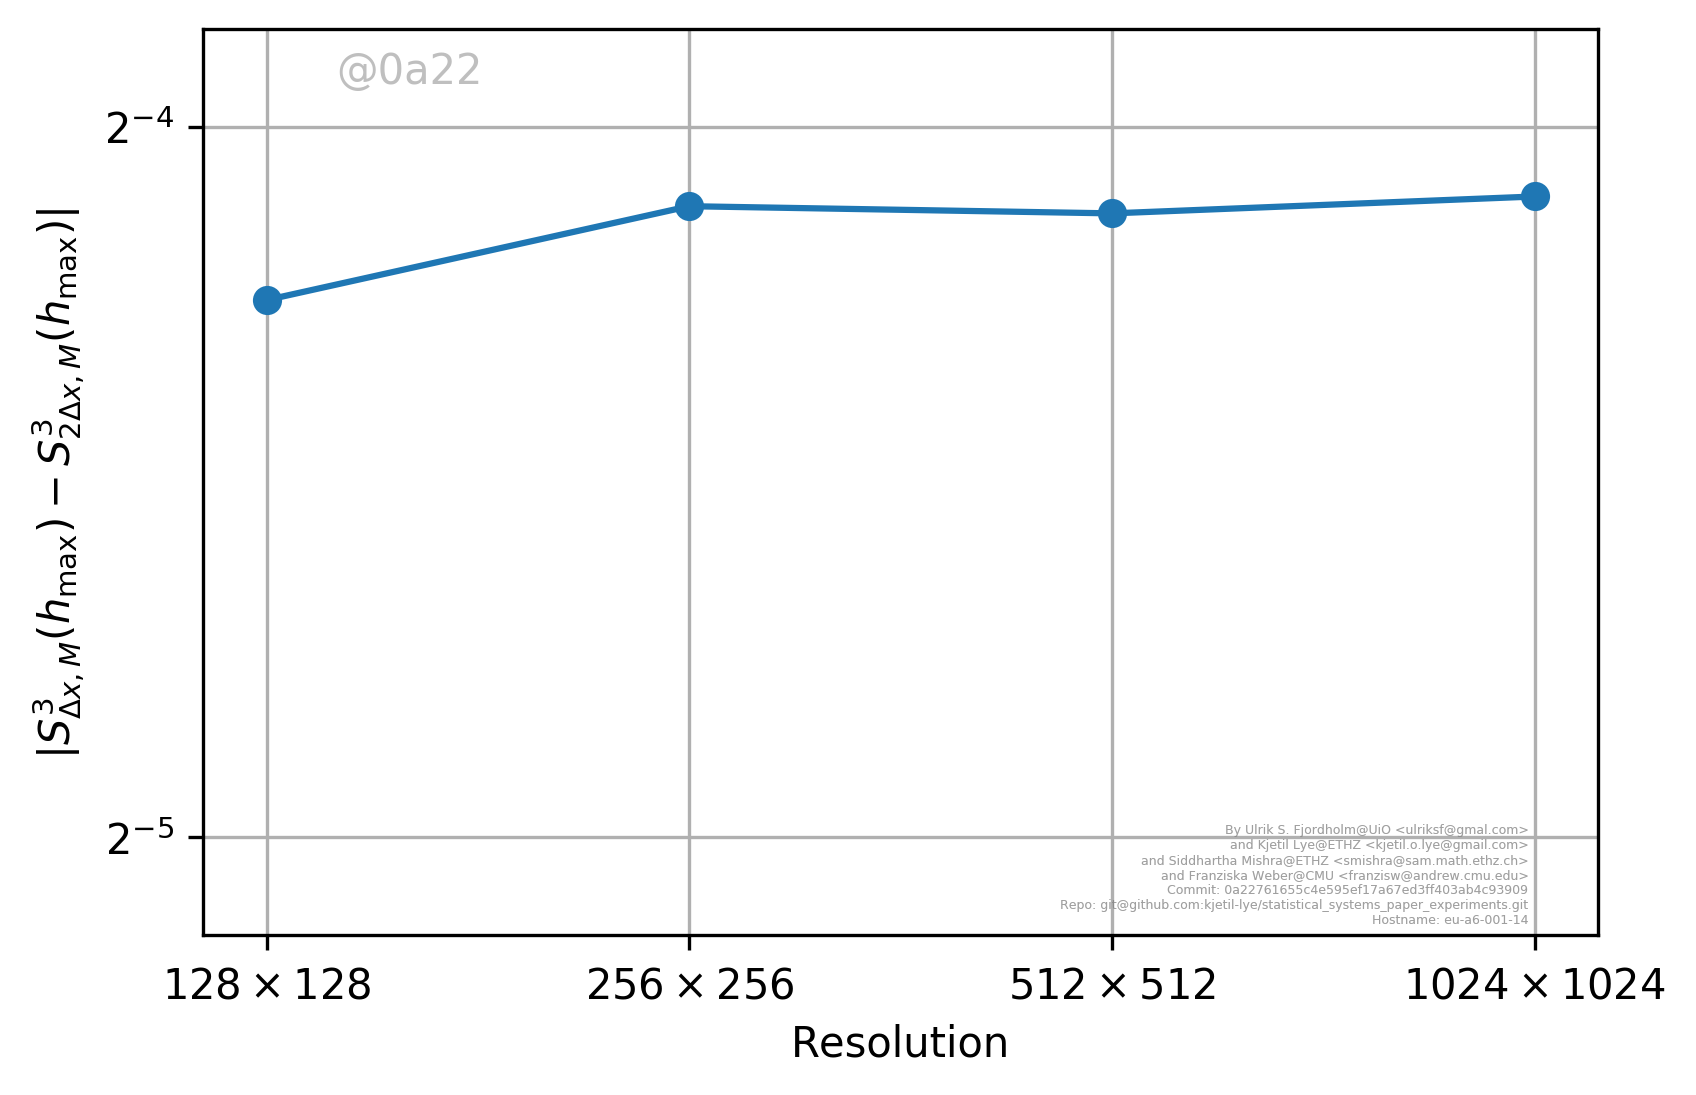 @0a22
2⁻⁴
2⁻⁵
|S³_{Δx,M}(h_max) − S³_{2Δx,M}(h_max)|
By Ulrik S. Fjordholm@UiO <ulriksf@gmal.com>
and Kjetil Lye@ETHZ <kjetil.o.lye@gmail.com>
and Siddhartha Mishra@ETHZ <smishra@sam.math.ethz.ch>
and Franziska Weber@CMU <franzisw@andrew.cmu.edu>
Commit: 0a22761655c4e595ef17a67ed3ff403ab4c93909
Repo: git@github.com:kjetil-lye/statistical_systems_paper_experiments.git
Hostname: eu-a6-001-14
128 × 128 256 × 256 512 × 512 1024 × 1024
Resolution